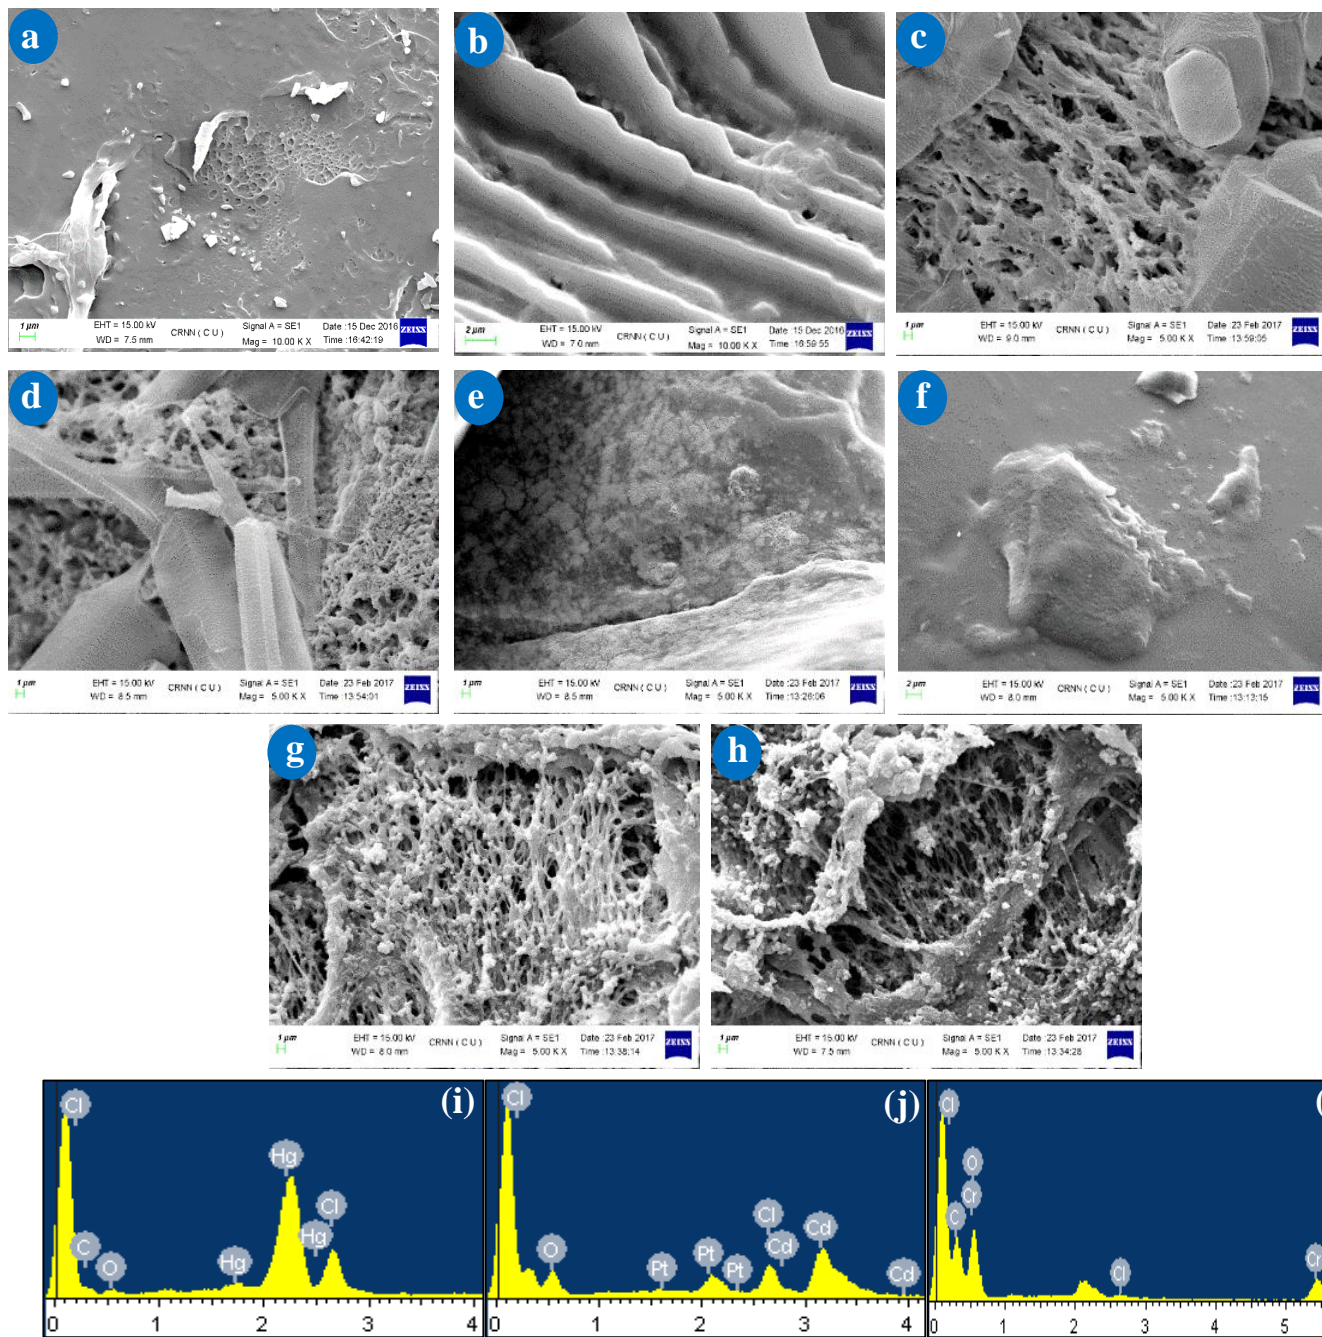 a
b
c
1 µm
EHT = 15.00 kV
WD = 7.5 mm
CRNN ( C U )
Signal A = SE1
Mag = 10.00 K X
Date :15 Dec 2016
Time :16:42:19
ZEISS
2 µm
EHT = 15.00 kV
WD = 7.0 mm
CRNN ( C U )
Signal A = SE1
Mag = 10.00 K X
Date :15 Dec 2016
Time :16:59:55
ZEISS
1 µm
EHT = 15.00 kV
WD = 9.0 mm
CRNN ( C U )
Signal A = SE1
Mag = 5.00 K X
Date :23 Feb 2017
Time :13:59:05
ZEISS
d
e
f
1 µm
EHT = 15.00 kV
WD = 8.5 mm
CRNN ( C U )
Signal A = SE1
Mag = 5.00 K X
Date :23 Feb 2017
Time :13:54:01
ZEISS
1 µm
EHT = 15.00 kV
WD = 8.5 mm
CRNN ( C U )
Signal A = SE1
Mag = 5.00 K X
Date :23 Feb 2017
Time :13:26:06
ZEISS
2 µm
EHT = 15.00 kV
WD = 8.0 mm
CRNN ( C U )
Signal A = SE1
Mag = 5.00 K X
Date :23 Feb 2017
Time :13:13:15
ZEISS
g
h
1 µm
EHT = 15.00 kV
WD = 8.0 mm
CRNN ( C U )
Signal A = SE1
Mag = 5.00 K X
Date :23 Feb 2017
Time :13:38:14
ZEISS
1 µm
EHT = 15.00 kV
WD = 7.5 mm
CRNN ( C U )
Signal A = SE1
Mag = 5.00 K X
Date :23 Feb 2017
Time :13:34:28
ZEISS
(i)
Cl
C
O
Hg
Hg
Hg
Cl
0 1 2 3 4
(j)
Cl
O
Pt
Pt
Pt
Cl
Cd
Cd
Cd
0 1 2 3 4
(
Cl
C
O
Cr
Cl
Cr
0 1 2 3 4 5